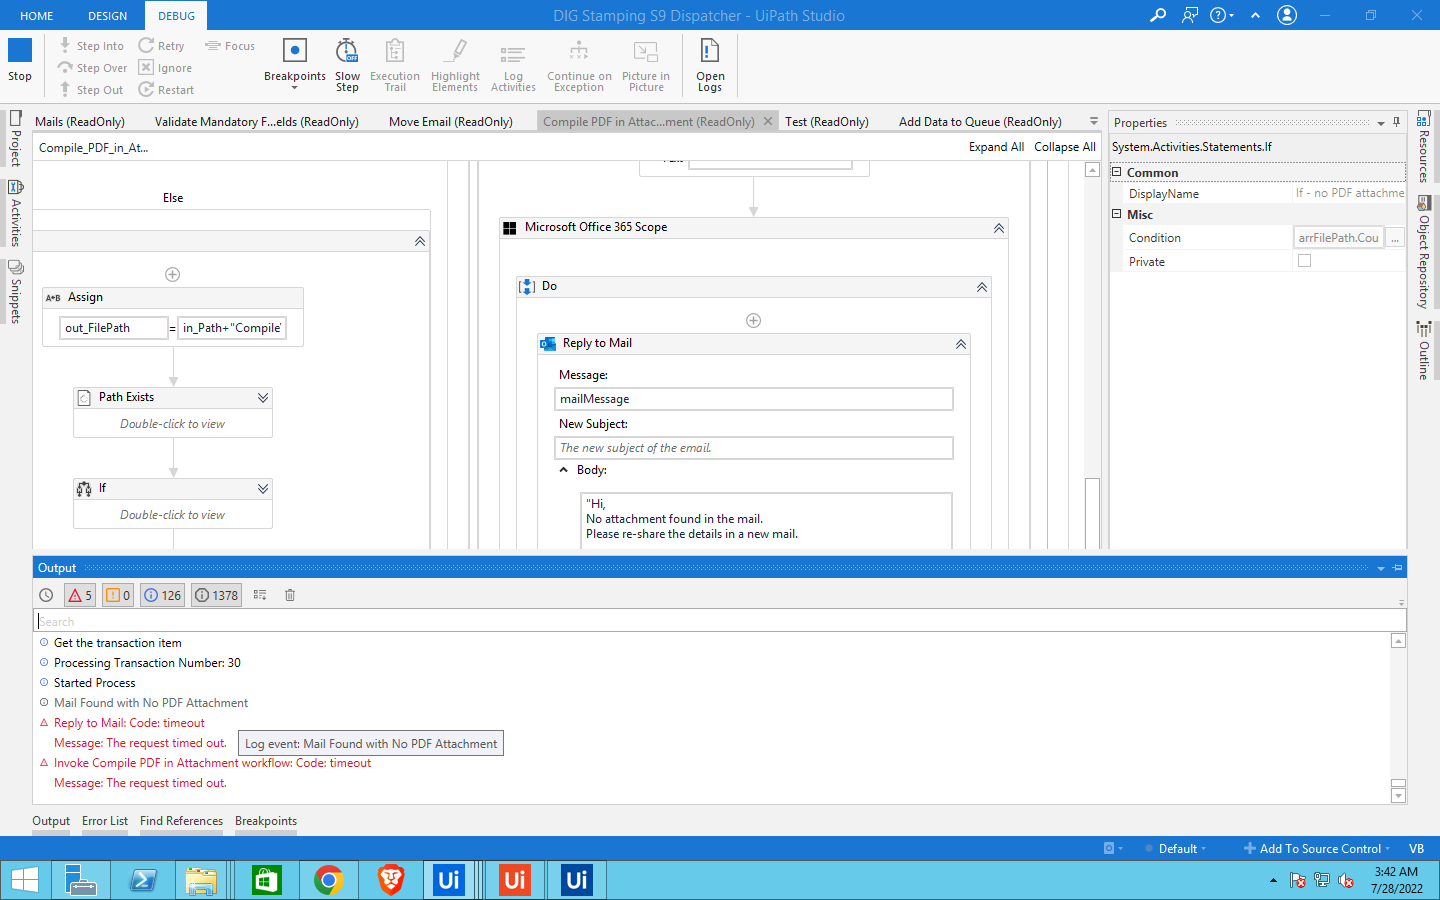 HOME DESIGN DEBUG DIG Stamping S9 Dispatcher - UiPath Studio
Stop
Step Into Retry Focus
Step Over Ignore
Step Out Restart
Breakpoints
Slow Step
Execution Trail
Highlight Elements
Log Activities
Continue on Exception
Picture in Picture
Open Logs
OFF
Mails (ReadOnly) Validate Mandatory F...elds (ReadOnly) Move Email (ReadOnly) Compile PDF in Attac...ment (ReadOnly) Test (ReadOnly) Add Data to Queue (ReadOnly)
Compile_PDF_in_At... Expand All Collapse All
Project
Activities
Snippets
Else
A+B Assign
out_FilePath = in_Path+"Compile'
Path Exists
Double-click to view
If
Double-click to view
Microsoft Office 365 Scope
Do
Reply to Mail
Message:
mailMessage
New Subject:
The new subject of the email.
Body:
"Hi,
No attachment found in the mail.
Please re-share the details in a new mail.
Properties
System.Activities.Statements.If
Common
DisplayName If - no PDF attachme
Misc
Condition arrFilePath.Cou ...
Private
Resources
Object Repository
Outline
Output
5 0 126 1378
Search
Get the transaction item
Processing Transaction Number: 30
Started Process
Mail Found with No PDF Attachment
Reply to Mail: Code: timeout
Message: The request timed out.
Log event: Mail Found with No PDF Attachment
Invoke Compile PDF in Attachment workflow: Code: timeout
Message: The request timed out.
Output Error List Find References Breakpoints
Default Add To Source Control VB
Ui Ui Ui
3:42 AM
7/28/2022